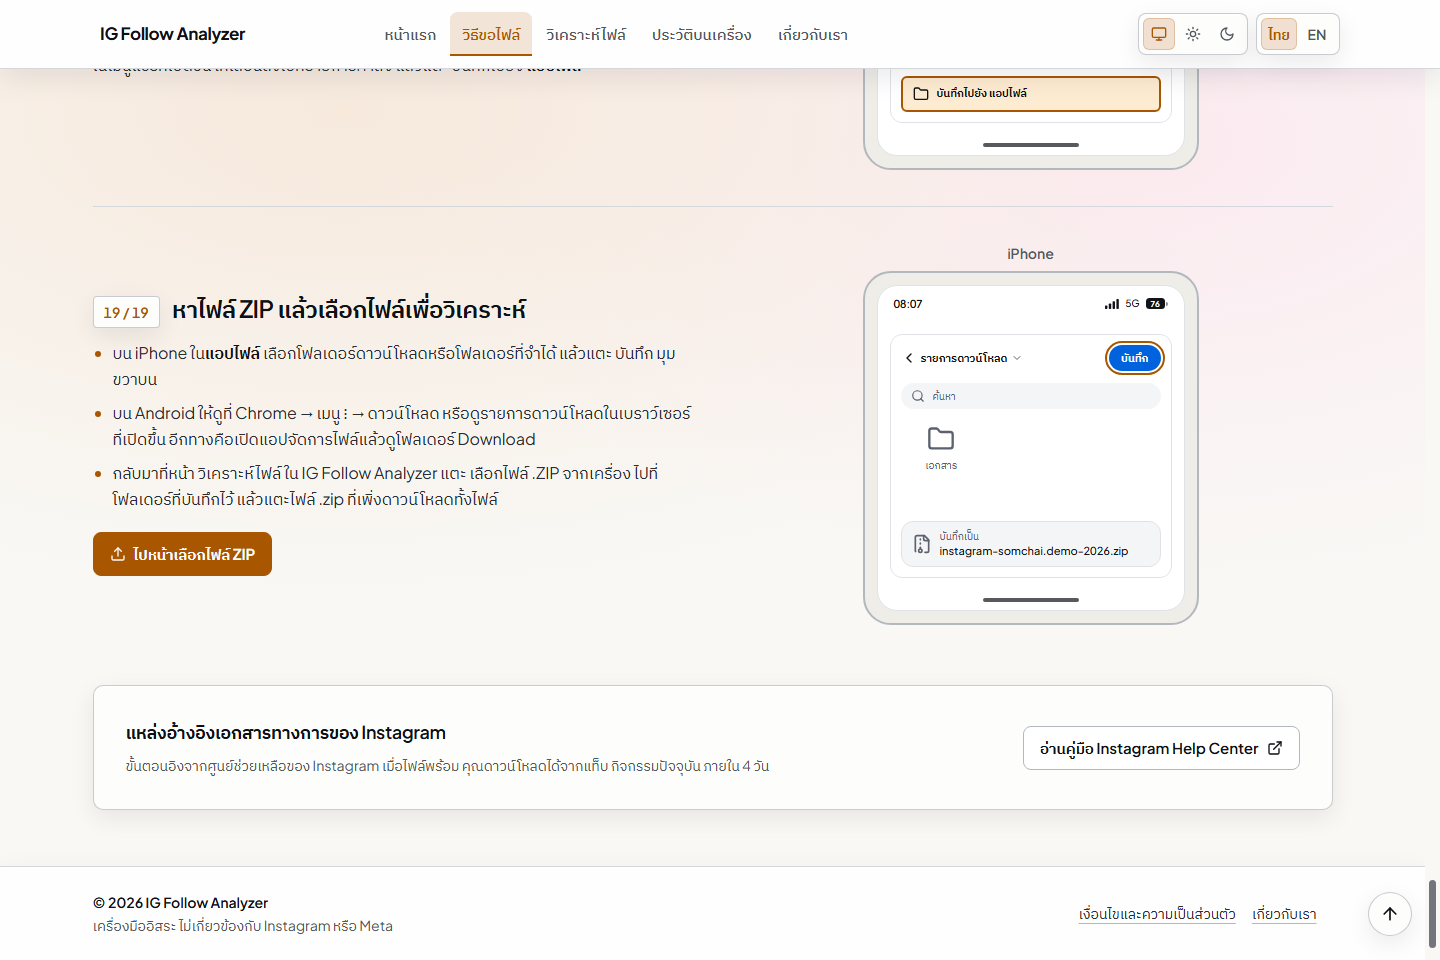 IG Follow Analyzer
หน้าแรก
วิธีขอไฟล์
วิเคราะห์ไฟล์
ประวัติบนเครื่อง
เกี่ยวกับเรา
ไทย
EN
บันทึกไปยัง แอปไฟล์
iPhone
19/19
หาไฟล์ ZIP แล้วเลือกไฟล์เพื่อวิเคราะห์
บน iPhone ในแอปไฟล์ เลือกโฟลเดอร์ดาวน์โหลดหรือโฟลเดอร์ที่จำได้ แล้วแตะ บันทึก มุม
ขวาบน
บน Android ให้ดูที่ Chrome → เมนู ⋮ → ดาวน์โหลด หรือดูรายการดาวน์โหลดในเบราว์เซอร์
ที่เปิดขึ้น อีกทางคือเปิดแอปจัดการไฟล์แล้วดูโฟลเดอร์ Download
กลับมาที่หน้า วิเคราะห์ไฟล์ ใน IG Follow Analyzer แตะ เลือกไฟล์ .ZIP จากเครื่อง ไปที่
โฟลเดอร์ที่บันทึกไว้ แล้วแตะไฟล์ .zip ที่เพิ่งดาวน์โหลดทั้งไฟล์
ไปหน้าเลือกไฟล์ ZIP
08:07
5G
76
รายการดาวน์โหลด
บันทึก
ค้นหา
เอกสาร
บันทึกเป็น
instagram-somchai.demo-2026.zip
แหล่งอ้างอิงเอกสารทางการของ Instagram
ขั้นตอนอิงจากศูนย์ช่วยเหลือของ Instagram เมื่อไฟล์พร้อม คุณดาวน์โหลดได้จากแท็บ กิจกรรมปัจจุบัน ภายใน 4 วัน
อ่านคู่มือ Instagram Help Center
© 2026 IG Follow Analyzer
เครื่องมืออิสระ ไม่เกี่ยวข้องกับ Instagram หรือ Meta
เงื่อนไขและความเป็นส่วนตัว
เกี่ยวกับเรา